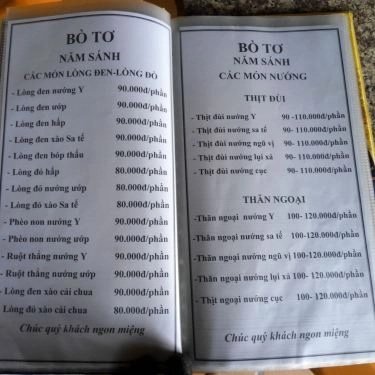 BÒ TƠ
NĂM SÁNH
CÁC MÓN LÒNG ĐEN-LÒNG ĐỎ
- Lòng đen nướng Y 90.000đ/phần
- Lòng đen ướp 90.000đ/phần
- Lòng đen hấp 90.000đ/phần
- Lòng đen xào Sa tế 90.000đ/phần
- Lòng đen bóp thấu 90.000đ/phần
- Lòng đỏ hấp 80.000đ/phần
- Lòng đỏ nướng ướp 80.000đ/phần
- Lòng đỏ xào Sa tế 80.000đ/phần
- Phèo non nướng Y 90.000đ/phần
- Phèo non nướng ướp 90.000đ/phần
- Ruột thẳng nướng Y 90.000đ/phần
- Ruột thẳng nướng ướp 90.000đ/phần
- Lòng đen xào cải chua 90.000đ/phần
Lòng đỏ xào cải chua 80.000đ/phần
Chúc quý khách ngon miệng
BÒ TƠ
NĂM SÁNH
CÁC MÓN NƯỚNG
THỊT ĐÙI
- Thịt đùi nướng Y 90 -110.000đ/phần
- Thịt đùi nướng sa tế 90- 110.000đ/phần
- Thịt đùi nướng ngũ vị 90- 110.000đ/phần
- Thịt đùi nướng lụi xả 90- 110.000đ/phần
- Thịt đùi nướng cục 90- 110.000đ/phần
THĂN NGOẠI
- Thăn ngoại nướng Y 100- 120.000đ/phần
-Thăn ngoại nướng sa tế 100-120.000đ/phần
-Thăn ngoại nướng ngũ vị 100-120.000đ/phần
-Thăn ngoại nướng lụi xả 100- 120.000đ/phần
- Thịt ngoại nướng cục 100- 120.000đ/phần
Chúc quý khách ngon miệng